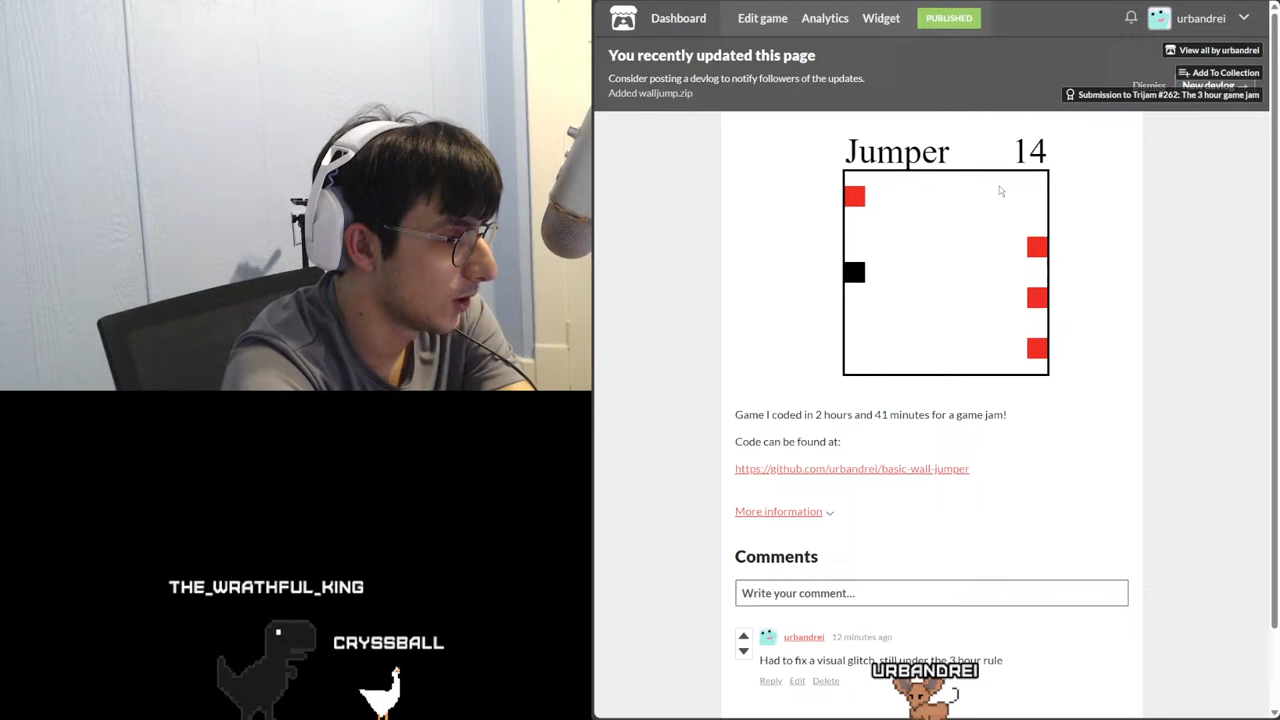 Dashboard Edit game Analytics Widget PUBLISHED urbandrei
You recently updated this page
View all by urbandrei
Consider posting a devlog to notify followers of the updates.
Add To Collection
Dismiss New devlog →
Added walljump.zip
Submission to Trijam #262: The 3 hour game jam
Jumper 14
Game I coded in 2 hours and 41 minutes for a game jam!
Code can be found at:
https://github.com/urbandrei/basic-wall-jumper
More information
Comments
Write your comment...
urbandrei 12 minutes ago
Had to fix a visual glitch, still under the 3 hour rule
Reply Edit Delete
THE_WRATHFUL_KING
CRYSSBALL
URBANDREI